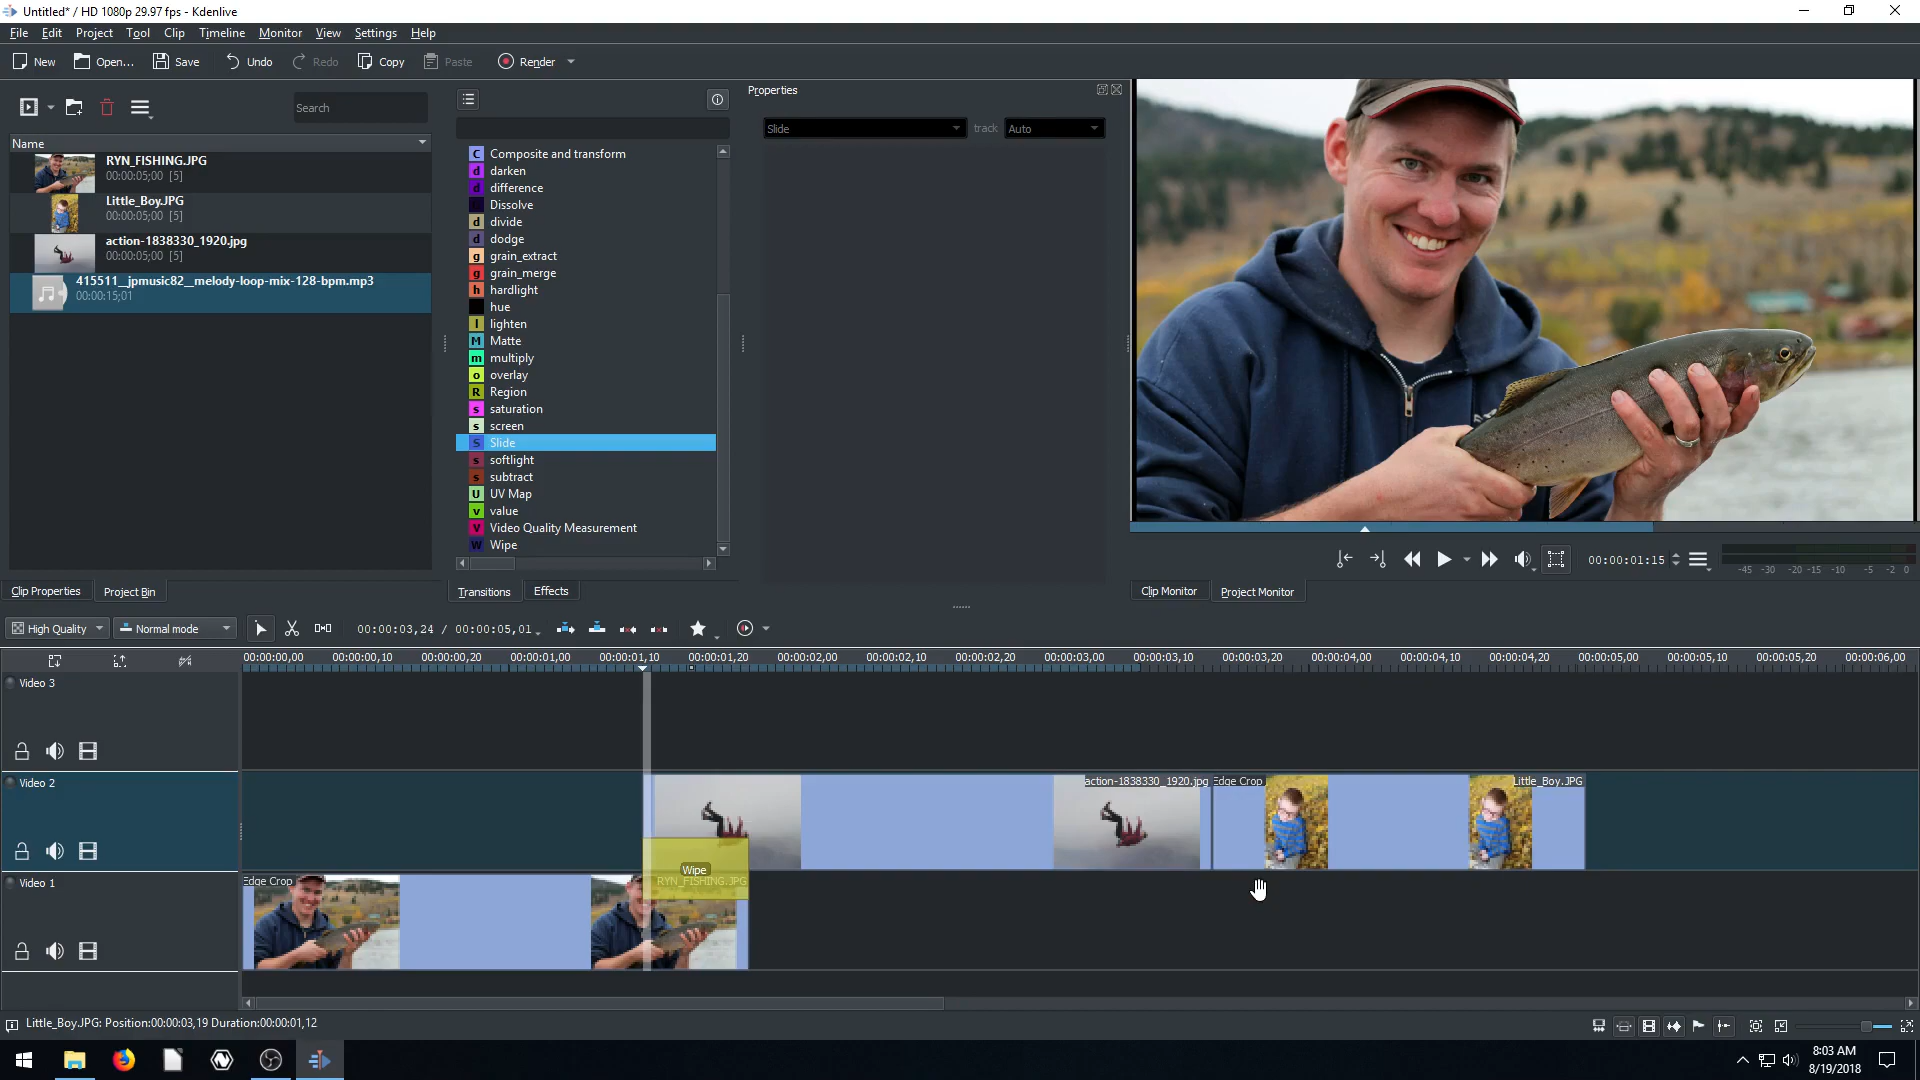 Untitled* / HD 1080p 29.97 fps - Kdenlive
File Edit Project Tool Clip Timeline Monitor View Settings Help
New Open... Save Undo Redo Copy Paste Render
Search
Name
RYN_FISHING.JPG
00:00:05;00 [5]
Little_Boy.JPG
00:00:05;00 [5]
action-1838330_1920.jpg
00:00:05;00 [5]
415511__jpmusic82__melody-loop-mix-128-bpm.mp3
00:00:15;01
Clip Properties Project Bin
C Composite and transform
d darken
d difference
Dissolve
d divide
d dodge
g grain_extract
g grain_merge
h hardlight
hue
l lighten
M Matte
m multiply
o overlay
R Region
s saturation
s screen
S Slide
s softlight
s subtract
U UV Map
v value
V Video Quality Measurement
W Wipe
Transitions Effects
Properties
Slide track Auto
00:00:01:15
-45 -30 -20 -15 -10 -5 -2 0
Clip Monitor Project Monitor
High Quality Normal mode 00:00:03,24 / 00:00:05,01
00:00:00,00 00:00:00,10 00:00:00,20 00:00:01,00 00:00:01,10 00:00:01,20 00:00:02,00 00:00:02,10 00:00:02,20 00:00:03,00 00:00:03,10 00:00:03,20 00:00:04,00 00:00:04,10 00:00:04,20 00:00:05,00 00:00:05,10 00:00:05,20 00:00:06,00
Video 3
Video 2
action-1838330_1920.jpg Edge Crop Little_Boy.JPG
Wipe
Video 1
Edge Crop RYN_FISHING.JPG
Little_Boy.JPG: Position:00:00:03,19 Duration:00:00:01,12
8:03 AM
8/19/2018